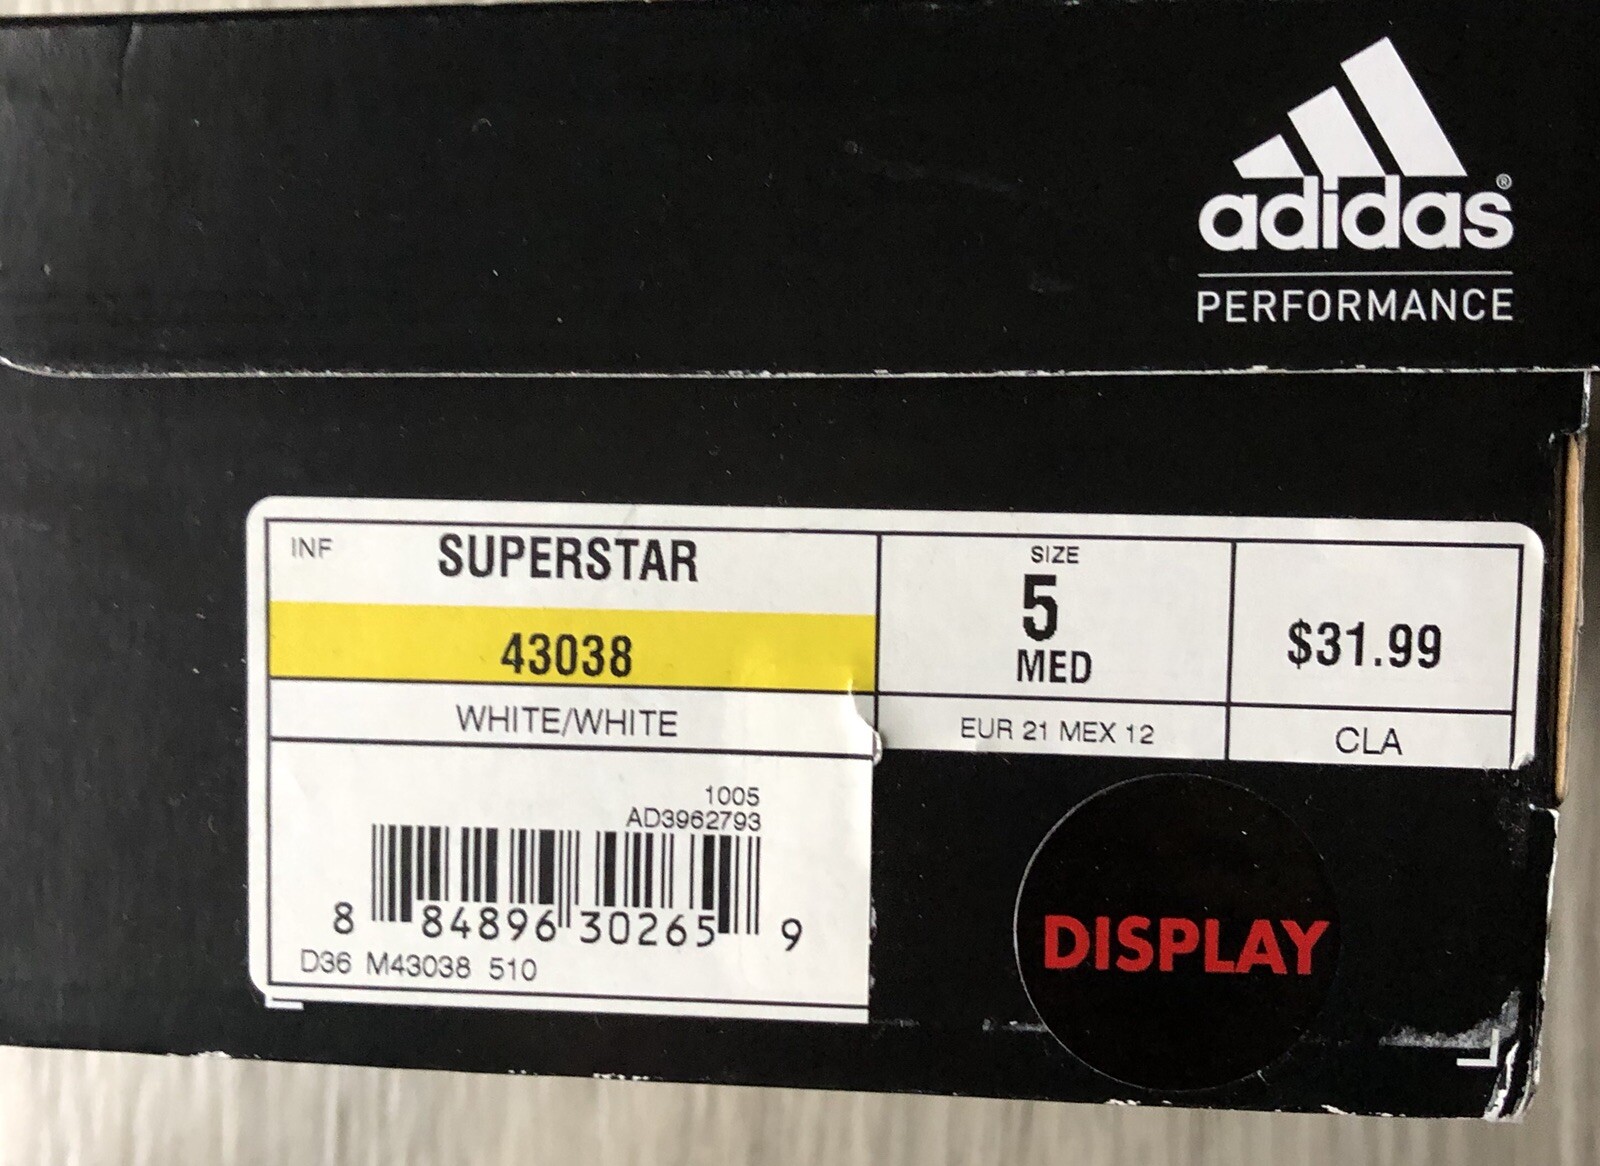 adidas®
PERFORMANCE
INF SUPERSTAR
43038
WHITE/WHITE
SIZE
5
MED
EUR 21 MEX 12
$31.99
CLA
1005
AD3962793
8 84896 30265 9
D36 M43038 510
DISPLAY